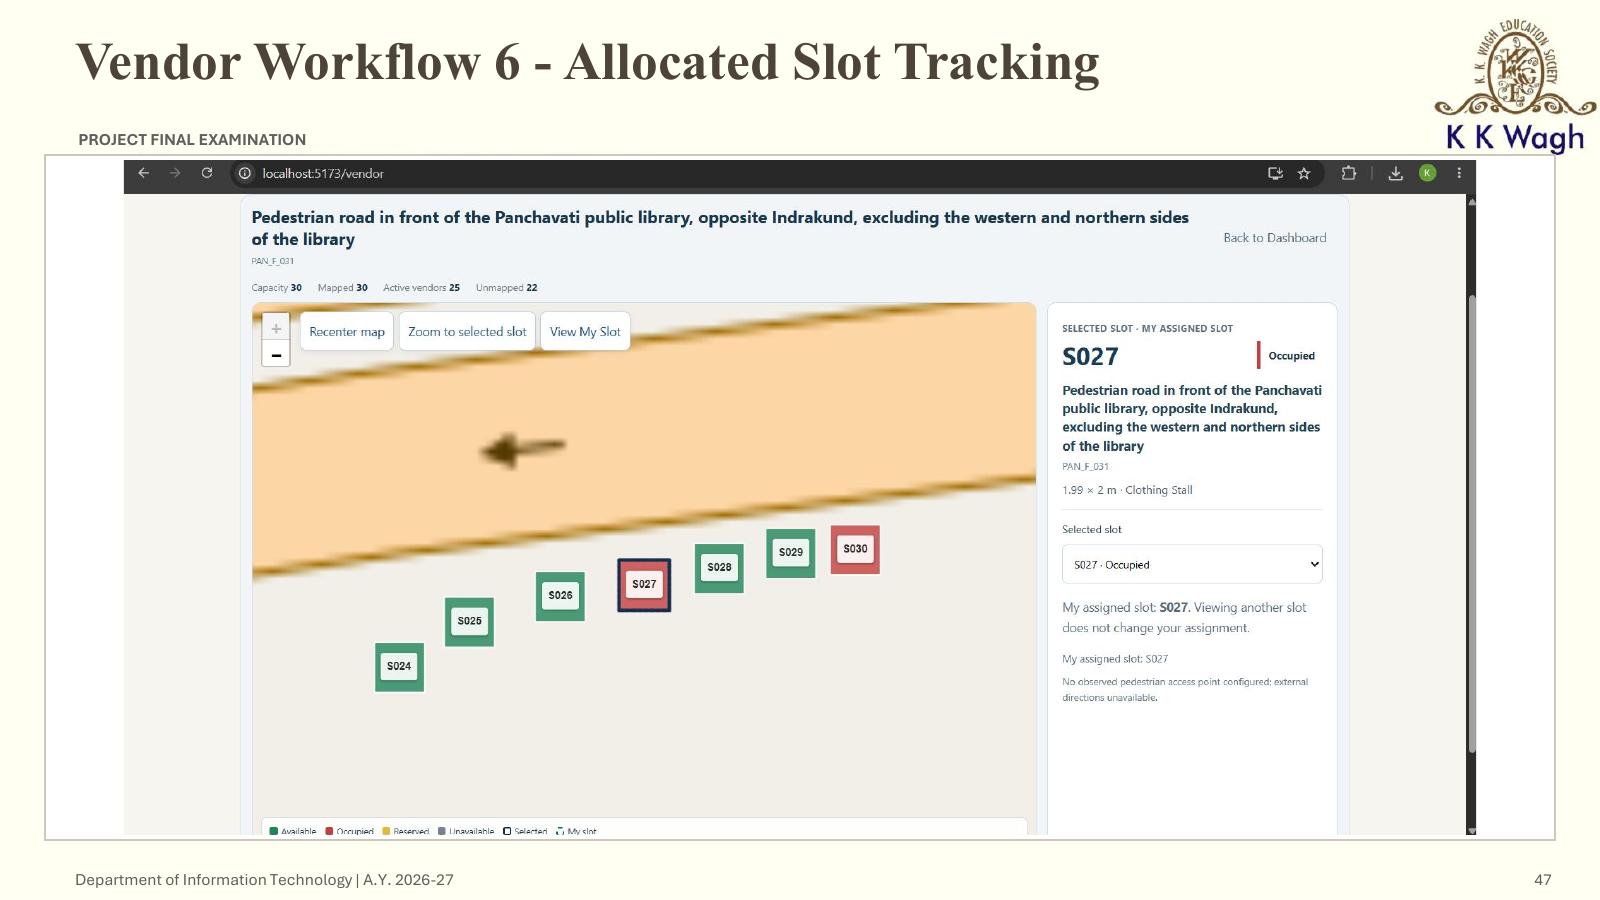 Vendor Workflow 6 - Allocated Slot Tracking
K. K. WAGH EDUCATION SOCIETY
K K Wagh
PROJECT FINAL EXAMINATION
localhost:5173/vendor
K
Pedestrian road in front of the Panchavati public library, opposite Indrakund, excluding the western and northern sides
of the library
Back to Dashboard
PAN_F_031
Capacity 30 Mapped 30 Active vendors 25 Unmapped 22
+
−
Recenter map
Zoom to selected slot
View My Slot
S024
S025
S026
S027
S028
S029
S030
Available Occupied Reserved Unavailable Selected My slot
SELECTED SLOT · MY ASSIGNED SLOT
S027
Occupied
Pedestrian road in front of the Panchavati
public library, opposite Indrakund,
excluding the western and northern sides
of the library
PAN_F_031
1.99 × 2 m · Clothing Stall
Selected slot
S027 · Occupied
My assigned slot: S027. Viewing another slot
does not change your assignment.
My assigned slot: S027
No observed pedestrian access point configured; external
directions unavailable.
Department of Information Technology | A.Y. 2026-27
47